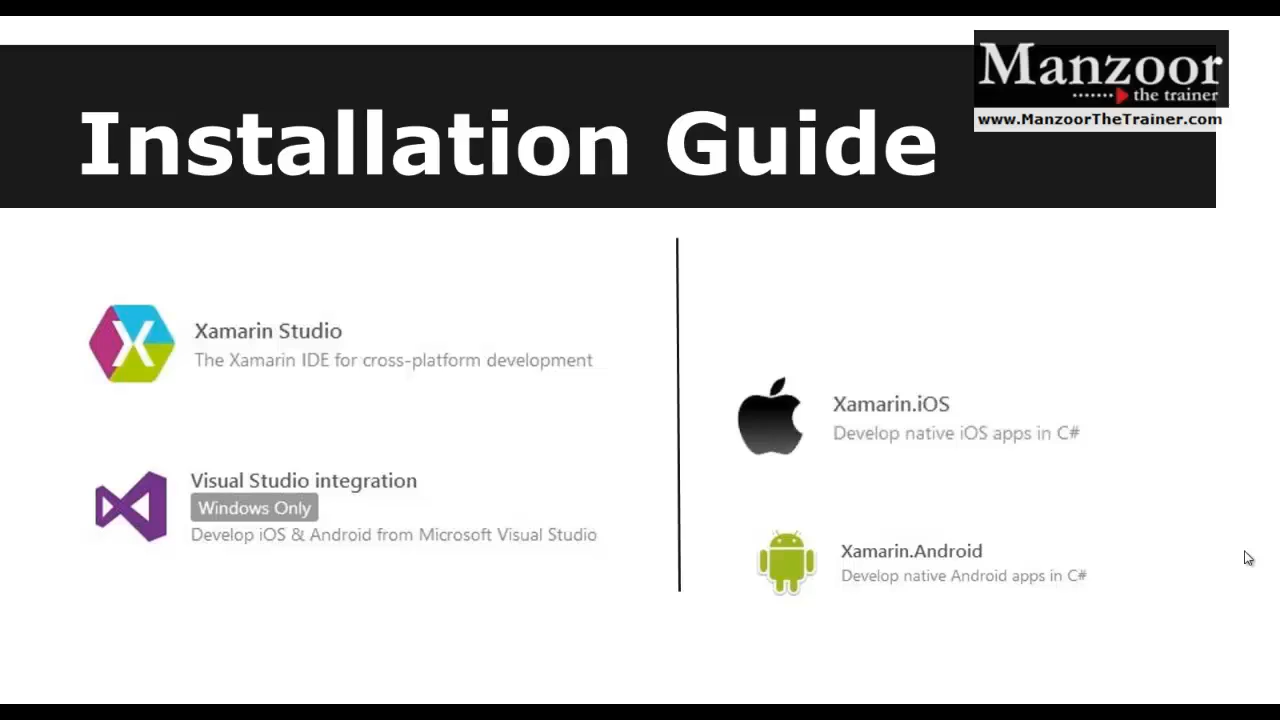 Manzoor
the trainer
www.ManzoorTheTrainer.com
Installation Guide
Xamarin Studio
The Xamarin IDE for cross-platform development
Visual Studio integration
Windows Only
Develop iOS & Android from Microsoft Visual Studio
Xamarin.iOS
Develop native iOS apps in C#
Xamarin.Android
Develop native Android apps in C#